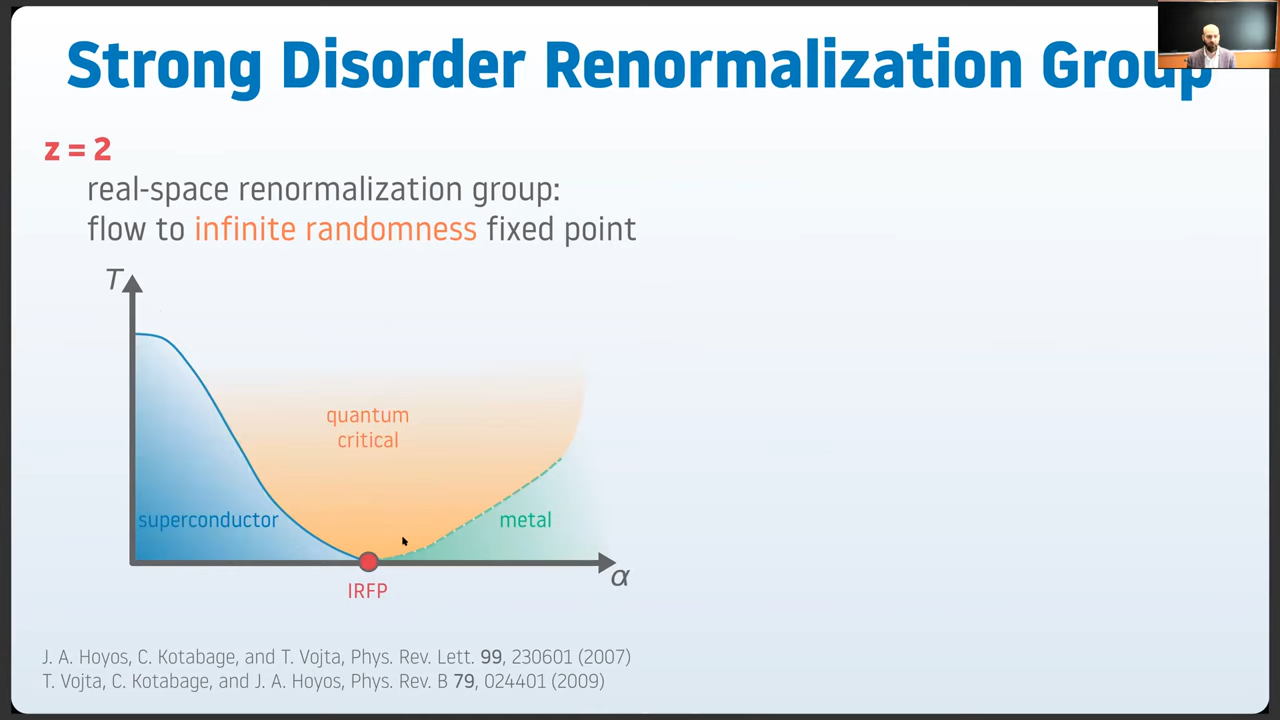 Strong Disorder Renormalization Group
z = 2
real-space renormalization group:
flow to infinite randomness fixed point
T
quantum
critical
superconductor
metal
α
IRFP
J. A. Hoyos, C. Kotabage, and T. Vojta, Phys. Rev. Lett. 99, 230601 (2007)
T. Vojta, C. Kotabage, and J. A. Hoyos, Phys. Rev. B 79, 024401 (2009)